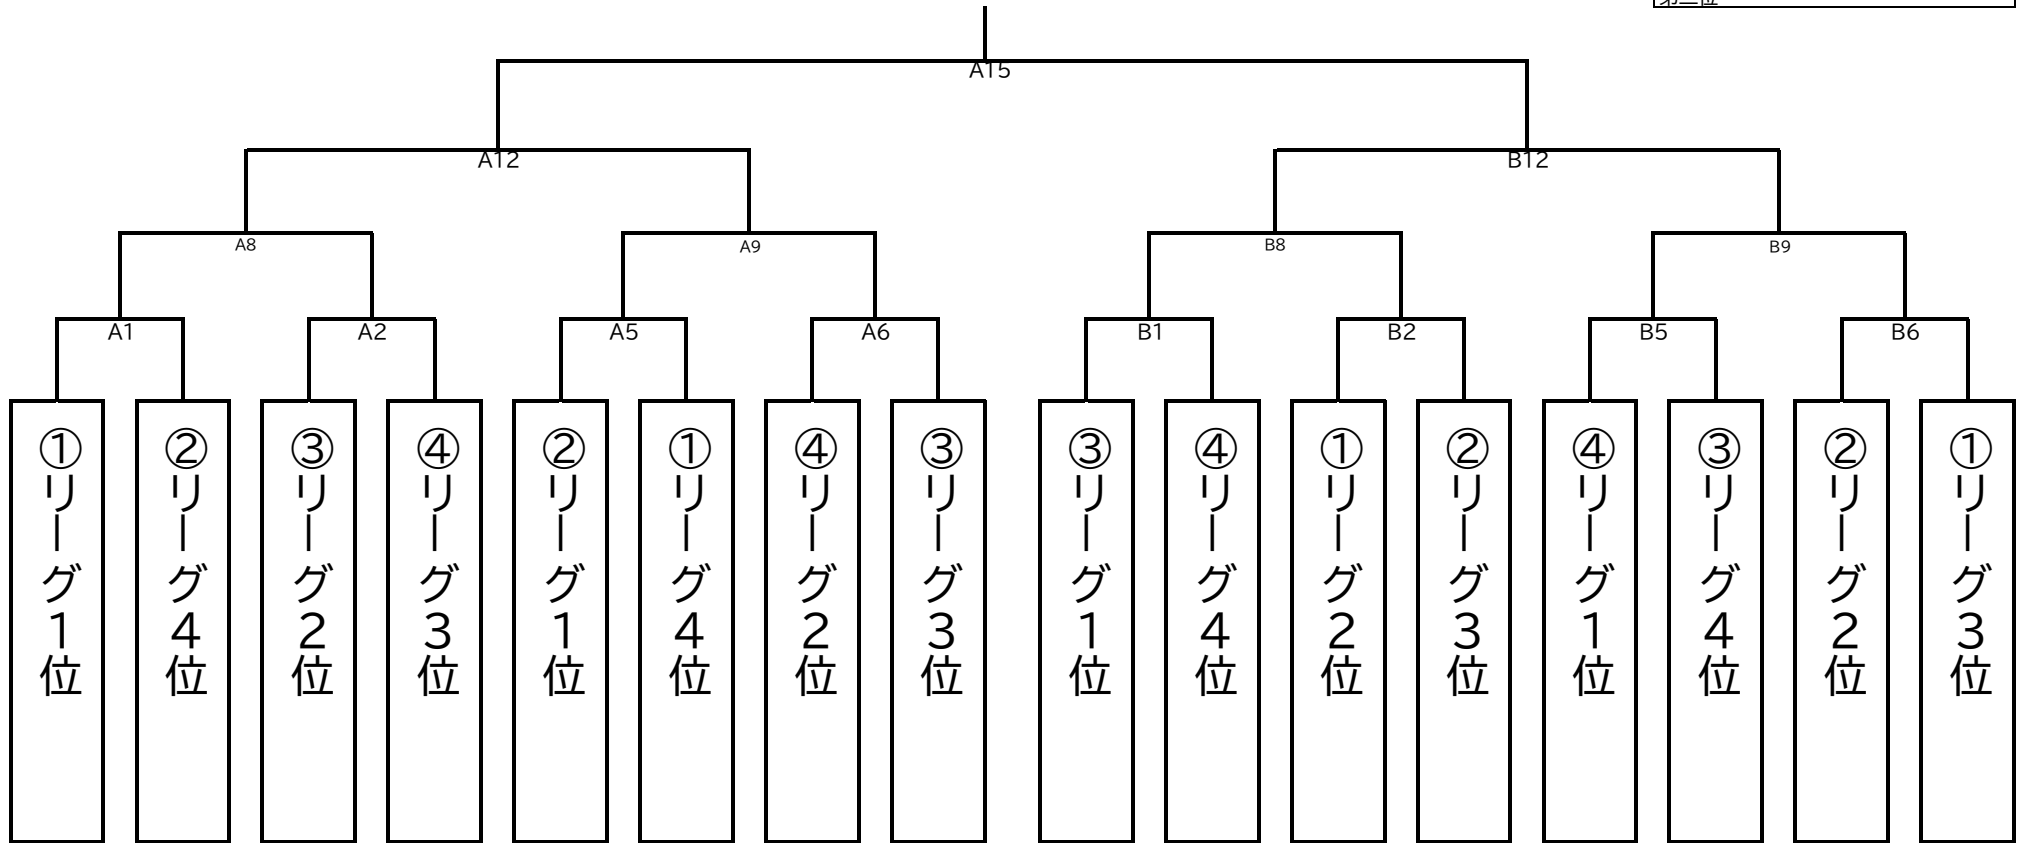 A15
A12
B12
A8
A9
B8
B9
A1
A2
A5
A6
B1
B2
B5
B6
①リーグ1位
②リーグ4位
③リーグ2位
④リーグ3位
②リーグ1位
①リーグ4位
④リーグ2位
③リーグ3位
③リーグ1位
④リーグ4位
①リーグ2位
②リーグ3位
④リーグ1位
③リーグ4位
②リーグ2位
①リーグ3位